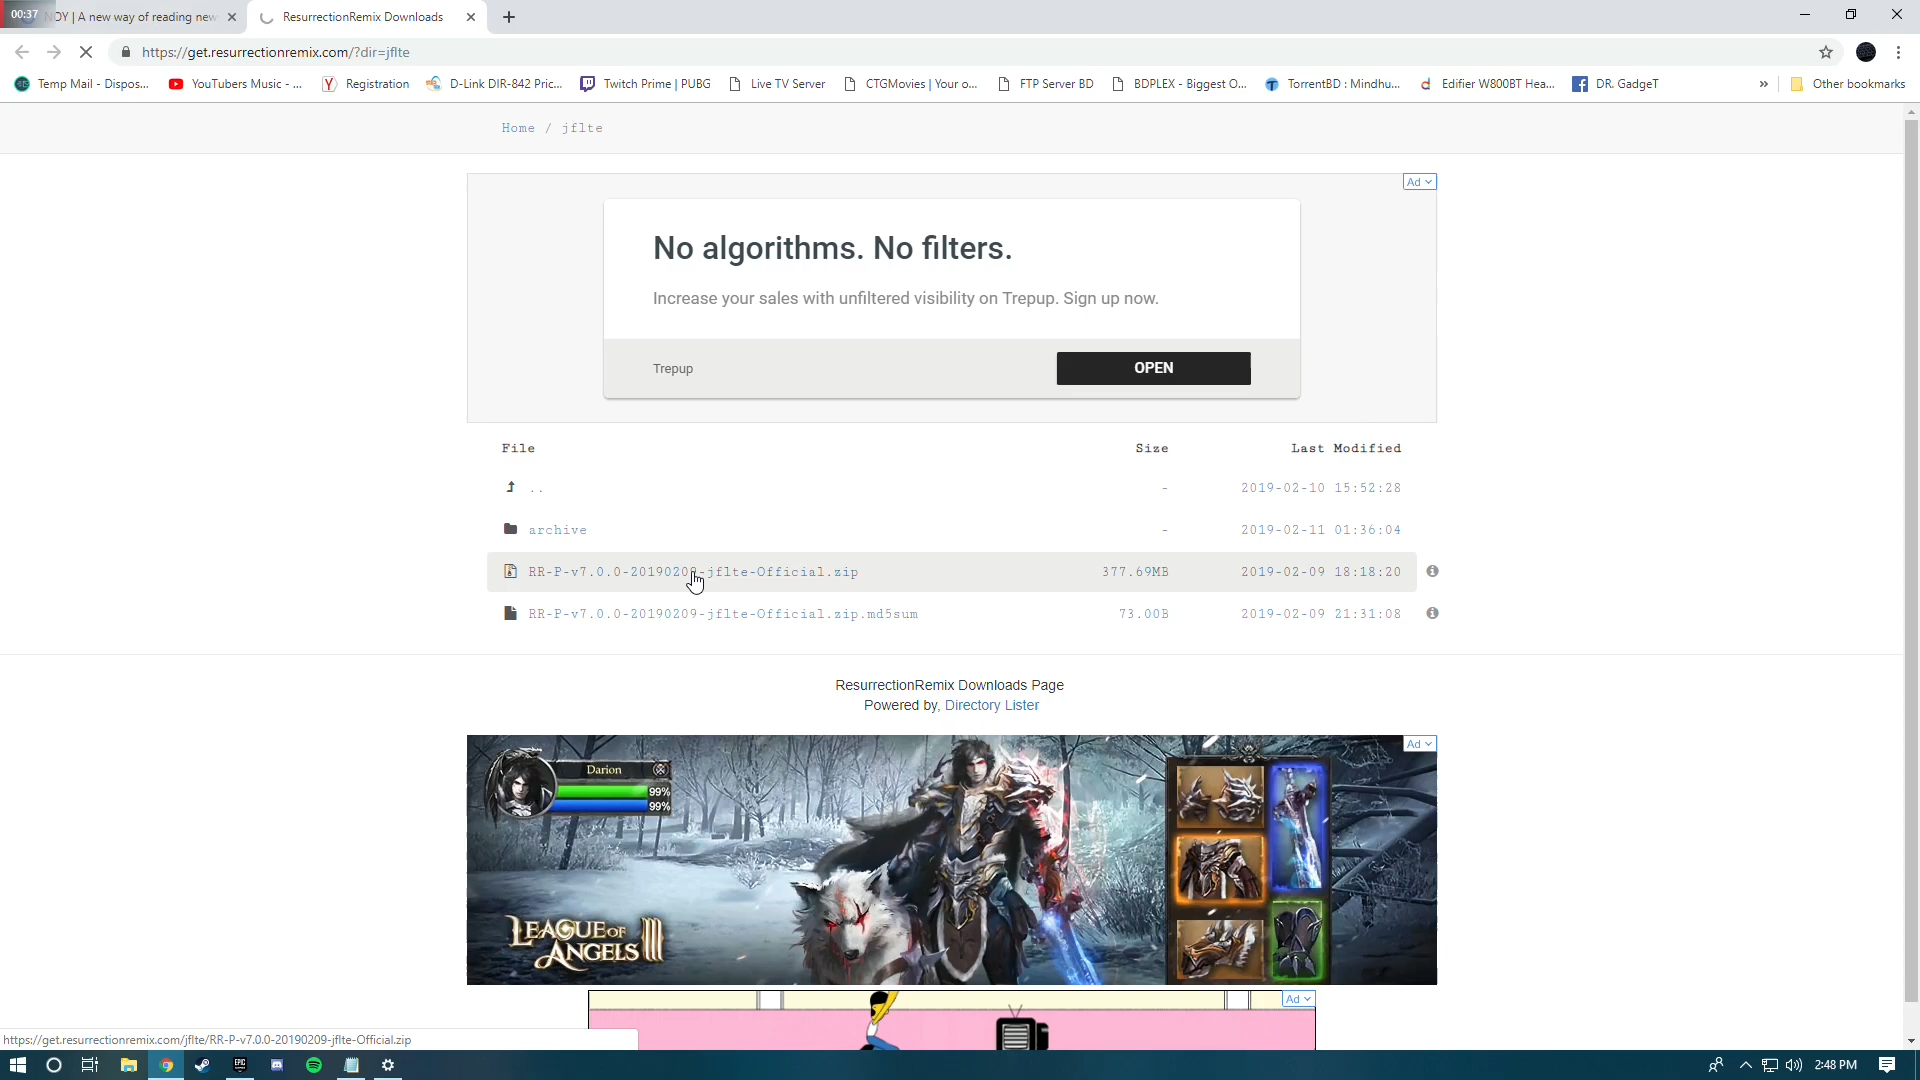 00:37
OY | A new way of reading new
ResurrectionRemix Downloads
https://get.resurrectionremix.com/?dir=jflte
Temp Mail - Dispos...
YouTubers Music - ...
Registration
D-Link DIR-842 Pric...
Twitch Prime | PUBG
Live TV Server
CTGMovies | Your o...
FTP Server BD
BDPLEX - Biggest O...
TorrentBD : Mindhu...
Edifier W800BT Hea...
DR. GadgeT
»
Other bookmarks
Home / jflte
Ad
No algorithms. No filters.
Increase your sales with unfiltered visibility on Trepup. Sign up now.
Trepup
OPEN
File Size Last Modified
.. - 2019-02-10 15:52:28
archive - 2019-02-11 01:36:04
RR-P-v7.0.0-20190209-jflte-Official.zip 377.69MB 2019-02-09 18:18:20
RR-P-v7.0.0-20190209-jflte-Official.zip.md5sum 73.00B 2019-02-09 21:31:08
ResurrectionRemix Downloads Page
Powered by, Directory Lister
Ad
Darion
99%
99%
LEAGUE OF
ANGELS III
Ad
https://get.resurrectionremix.com/jflte/RR-P-v7.0.0-20190209-jflte-Official.zip
EPIC
2:48 PM